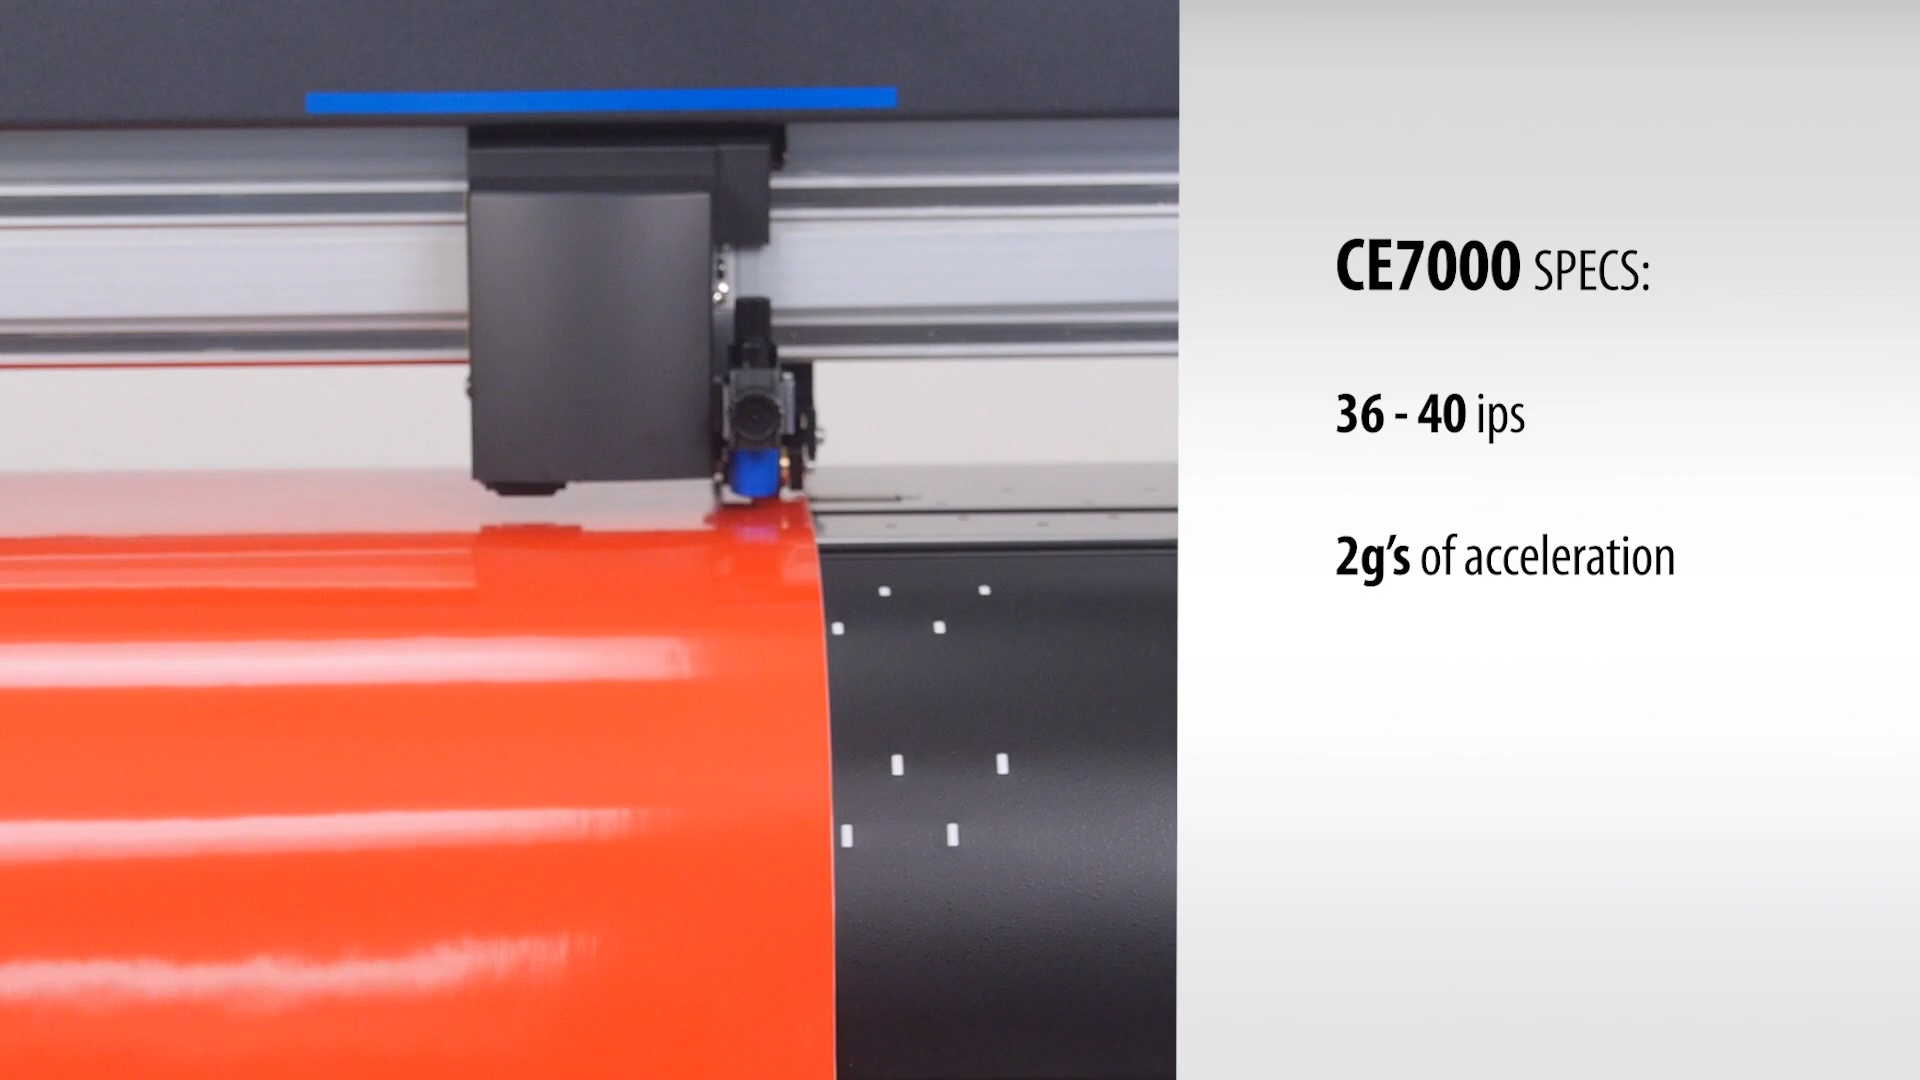 CE7000 SPECS:
36 - 40 ips
2g’s of acceleration